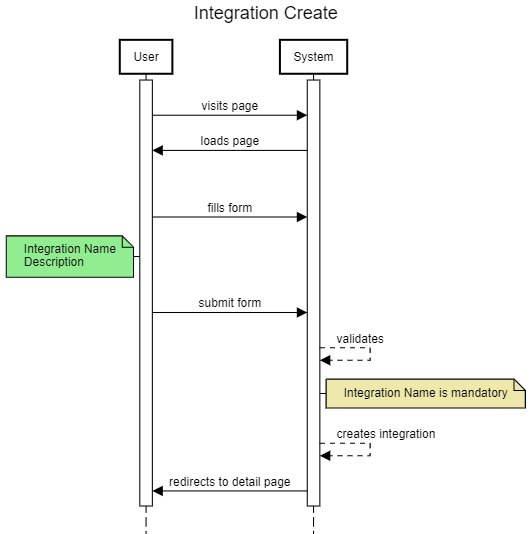 Integration Create
User
System
visits page
loads page
fills form
Integration Name
Description
submit form
validates
Integration Name is mandatory
creates integration
redirects to detail page